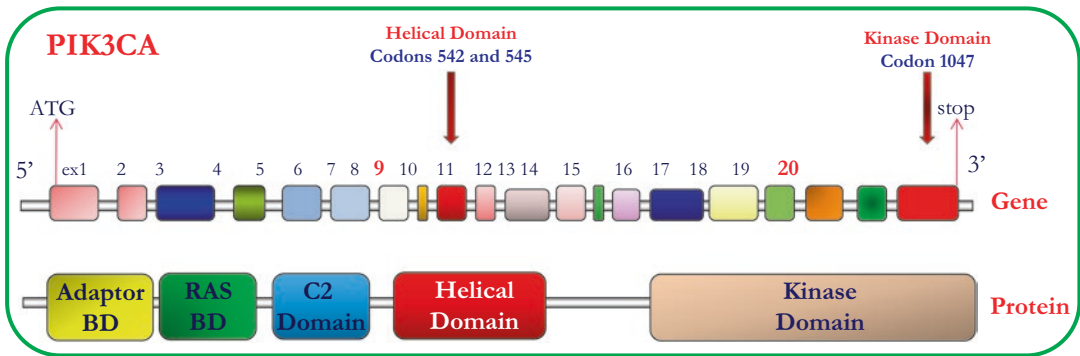 PIK3CA
Helical Domain
Codons 542 and 545
Kinase Domain
Codon 1047
ATG
stop
5’
ex1 2 3 4 5 6 7 8 9 10 11 12 13 14 15 16 17 18 19 20
3’
Gene
Adaptor
BD
RAS
BD
C2
Domain
Helical
Domain
Kinase
Domain
Protein